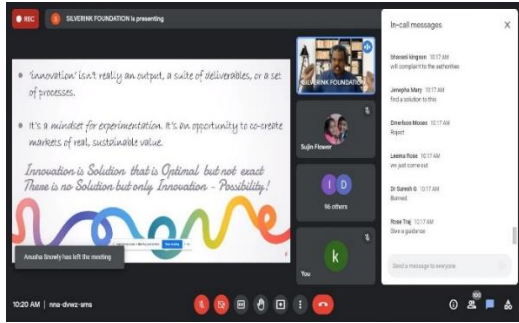 REC
SILVERINK FOUNDATION is presenting
'Innovation' isn't really an output, a suite of deliverables, or a set
of processes.
It's a mindset for experimentation. It's an opportunity to co-create
markets of real, sustainable value.
Innovation is Solution that is Optimal but not exact
There is no Solution but only Innovation - Possibility!
Anusha Snowly has left the meeting
SILVERINK FOUNDATION
Sujin Flower
I D
96 others
k
You
In-call messages
kingson 10:17 AM
will complaint to the authorities
Jerepha Mary 10:17 AM
find a solution to this
Dinerison Moses 10:17 AM
Reject
Leema Rose 10:17 AM
we just come out
Dr Suresh G 10:17 AM
Banned
Rose Traj 10:17 AM
Give a guidance
Send a message to everyone
10:20 AM | nna-dvwz-sms
100